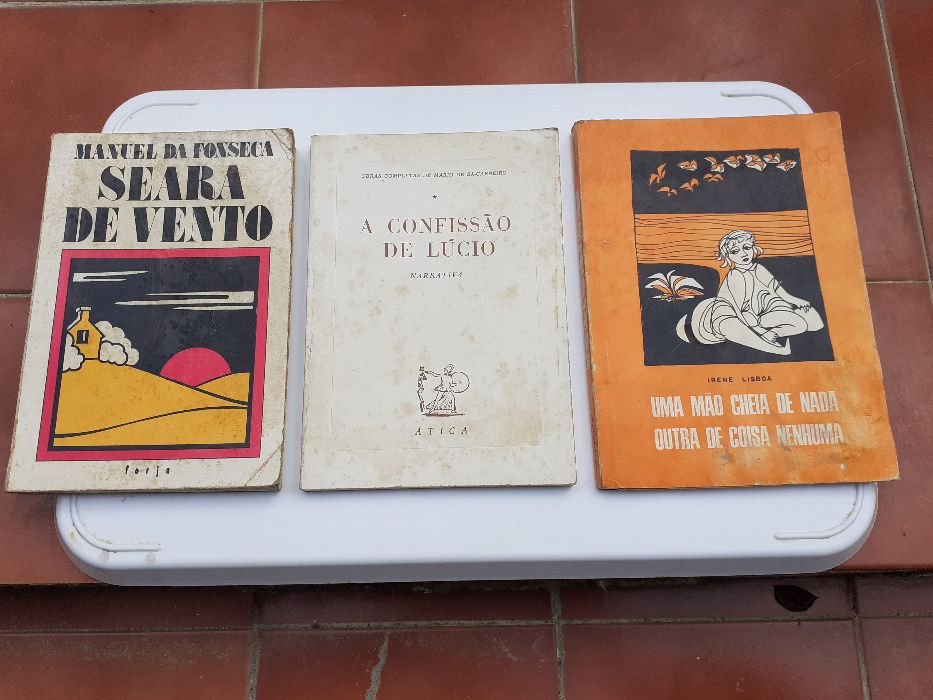 MANUEL DA FONSECA
SEARA
DE VENTO
forja
OBRAS COMPLETAS DE MÁRIO DE SÁ-CARNEIRO
A CONFISSÃO
DE LÚCIO
NARRATIVA
ÁTICA
IRENE LISBOA
UMA MÃO CHEIA DE NADA
OUTRA DE COISA NENHUMA